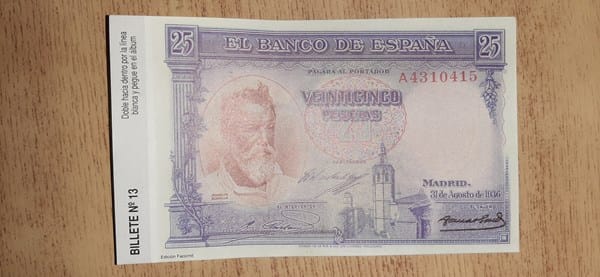 BILLETE Nº 13
Doble hacia dentro por la línea
blanca y pegue en el álbum
25
EL BANCO DE ESPAÑA
25
PAGARA AL PORTADOR
A4310415
VEINTICINCO
PESETAS
MADRID.
31 de Agosto de 1936
Edición Facsímil